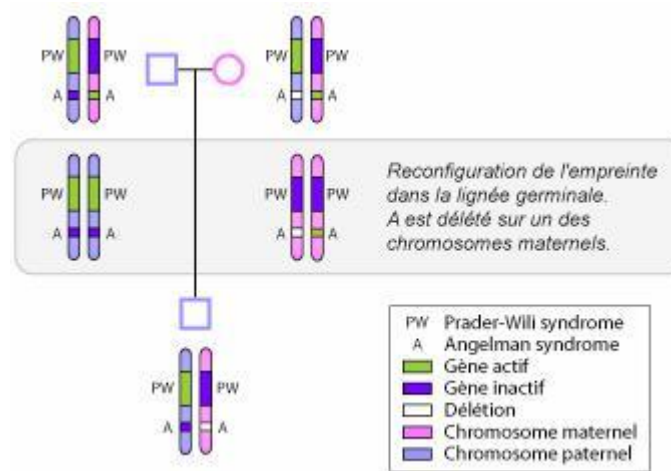 PW PW PW PW
A A A A
PW PW PW PW
A A A A
Reconfiguration de l'empreinte
dans la lignée germinale.
A est délété sur un des
chromosomes maternels.
PW PW
A A
PW Prader-Wili syndrome
A Angelman syndrome
Gène actif
Gène inactif
Délétion
Chromosome maternel
Chromosome paternel